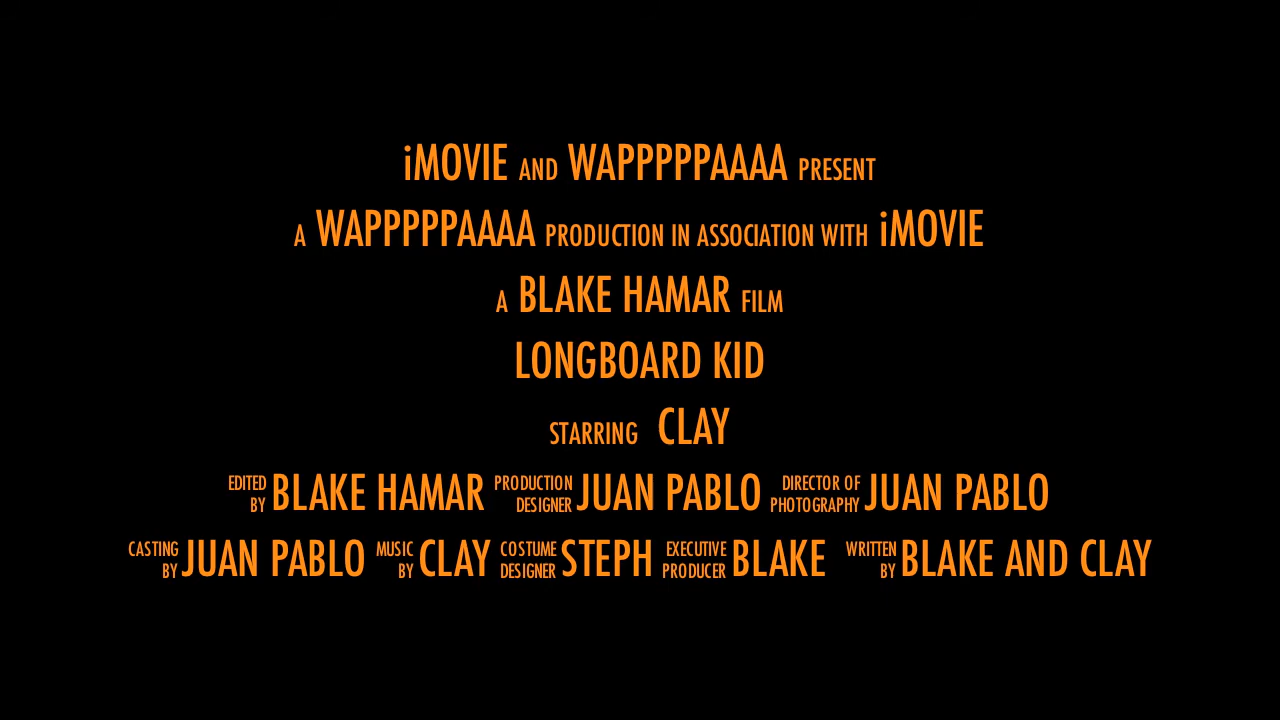 iMOVIE AND WAPPPPPAAAA PRESENT
A WAPPPPPAAAA PRODUCTION IN ASSOCIATION WITH iMOVIE
A BLAKE HAMAR FILM
LONGBOARD KID
STARRING CLAY
EDITED BY BLAKE HAMAR PRODUCTION DESIGNER JUAN PABLO DIRECTOR OF PHOTOGRAPHY JUAN PABLO
CASTING BY JUAN PABLO MUSIC BY CLAY COSTUME DESIGNER STEPH EXECUTIVE PRODUCER BLAKE WRITTEN BY BLAKE AND CLAY